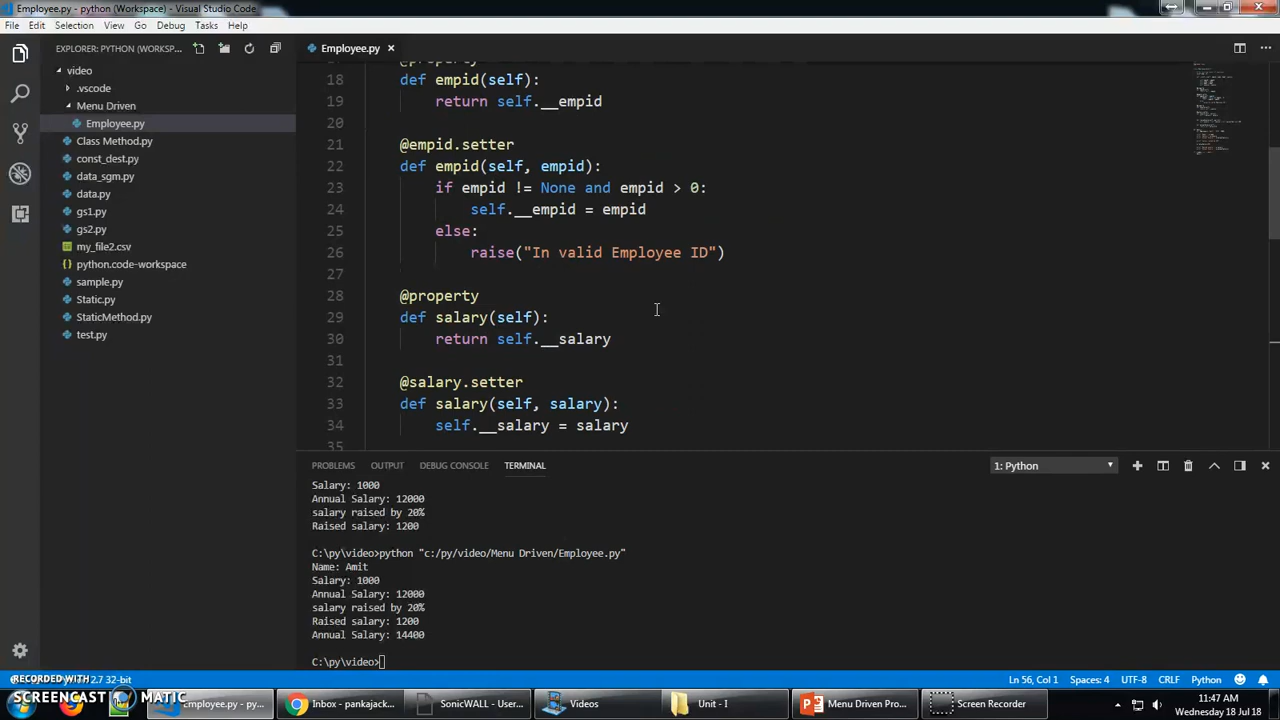 Employee.py - python (Workspace) - Visual Studio Code
File Edit Selection View Go Debug Tasks Help
EXPLORER: PYTHON (WORKSP...
Employee.py
video
.vscode
Menu Driven
Employee.py
Class Method.py
const_dest.py
data_sgm.py
data.py
gs1.py
gs2.py
my_file2.csv
python.code-workspace
sample.py
Static.py
StaticMethod.py
test.py
@property
18 def empid(self):
19 return self.__empid
20
21 @empid.setter
22 def empid(self, empid):
23 if empid != None and empid > 0:
24 self.__empid = empid
25 else:
26 raise("In valid Employee ID")
27
28 @property
29 def salary(self):
30 return self.__salary
31
32 @salary.setter
33 def salary(self, salary):
34 self.__salary = salary
35
PROBLEMS OUTPUT DEBUG CONSOLE TERMINAL 1: Python
Salary: 1000
Annual Salary: 12000
salary raised by 20%
Raised salary: 1200
C:\py\video>python "c:/py/video/Menu Driven/Employee.py"
Name: Amit
Salary: 1000
Annual Salary: 12000
salary raised by 20%
Raised salary: 1200
Annual Salary: 14400
C:\py\video>
2.7 32-bit
Ln 56, Col 1 Spaces: 4 UTF-8 CRLF Python
RECORDED WITH
SCREENCAST MATIC
Employee.py - py...
Inbox - pankajack...
SonicWALL - User...
Videos
Unit - I
Menu Driven Pro...
Screen Recorder
11:47 AM
Wednesday 18 Jul 18